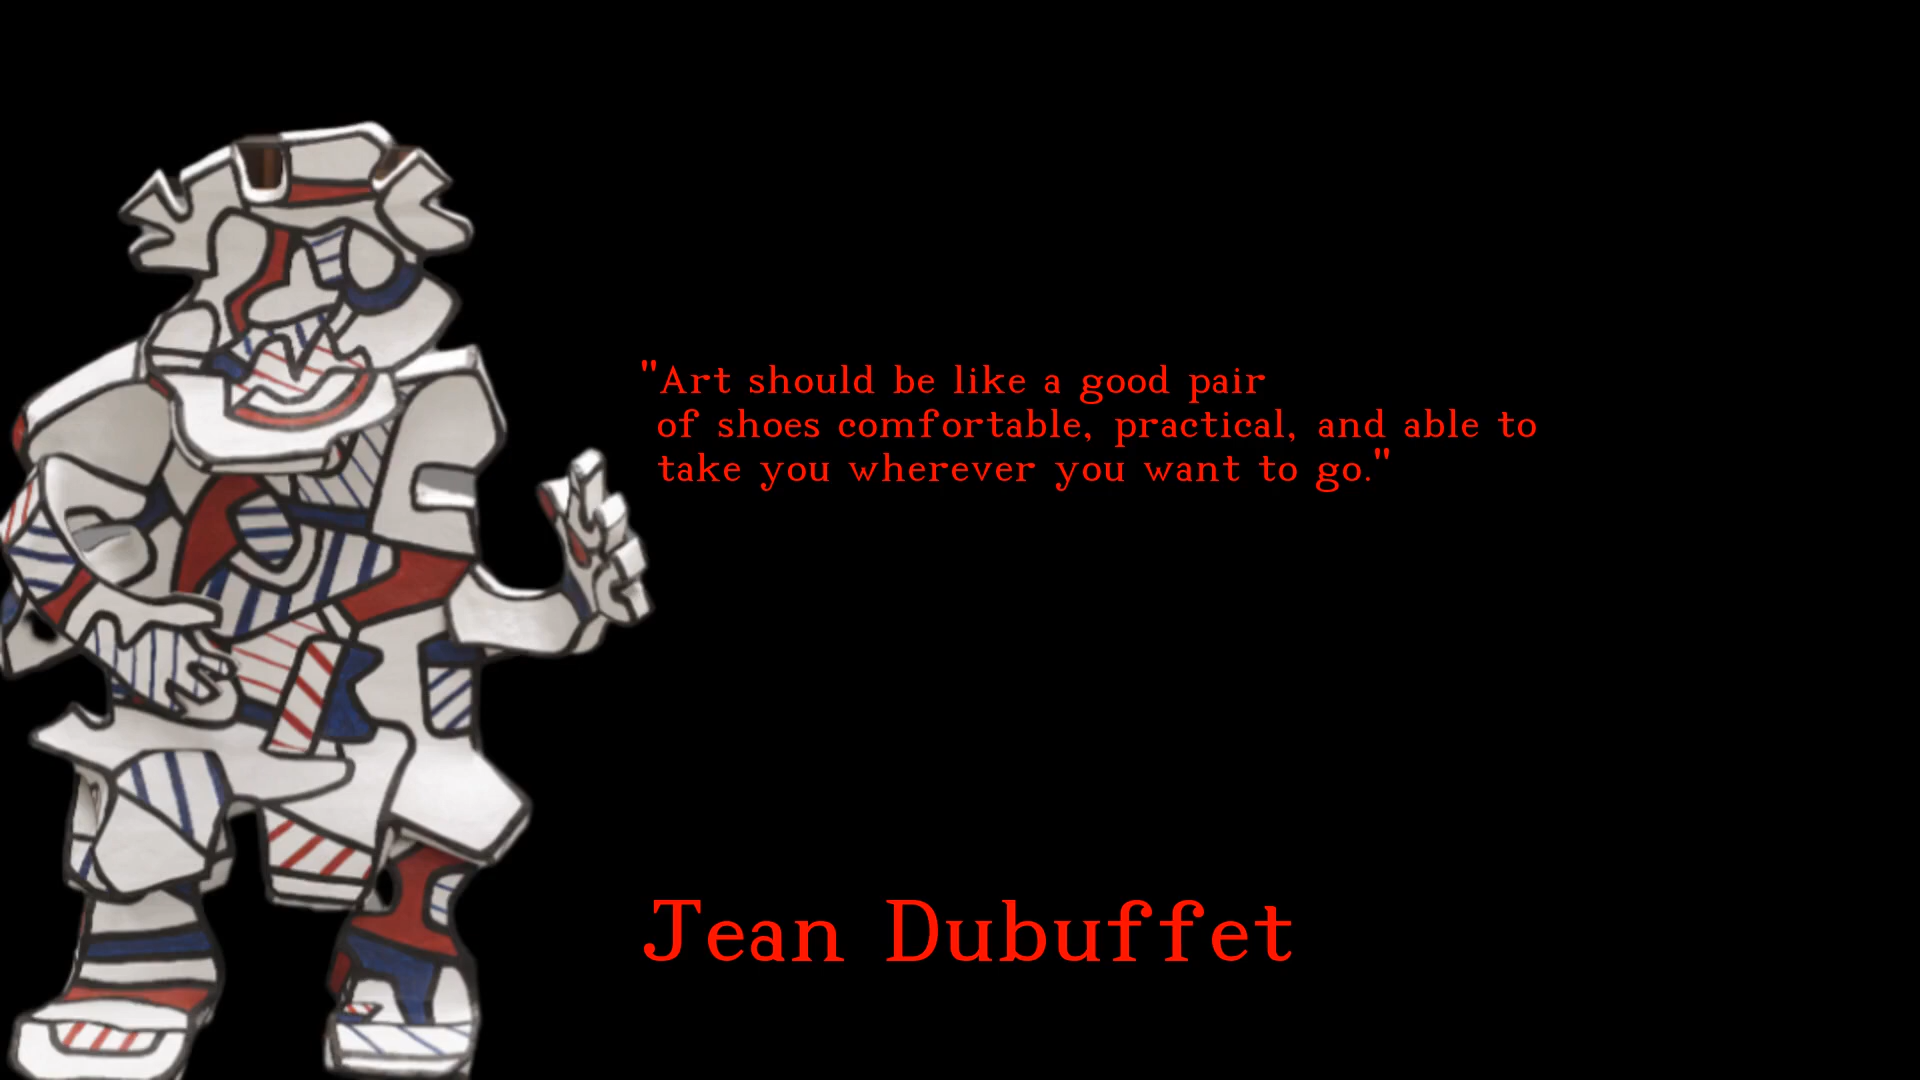 "Art should be like a good pair
of shoes comfortable, practical, and able to
take you wherever you want to go."
Jean Dubuffet